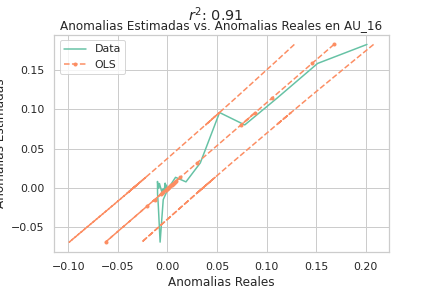 r²: 0.91
Anomalias Estimadas vs. Anomalias Reales en AU_16
Data
OLS
0.15
0.10
0.05
0.00
−0.05
−0.10 −0.05 0.00 0.05 0.10 0.15 0.20
Anomalias Reales